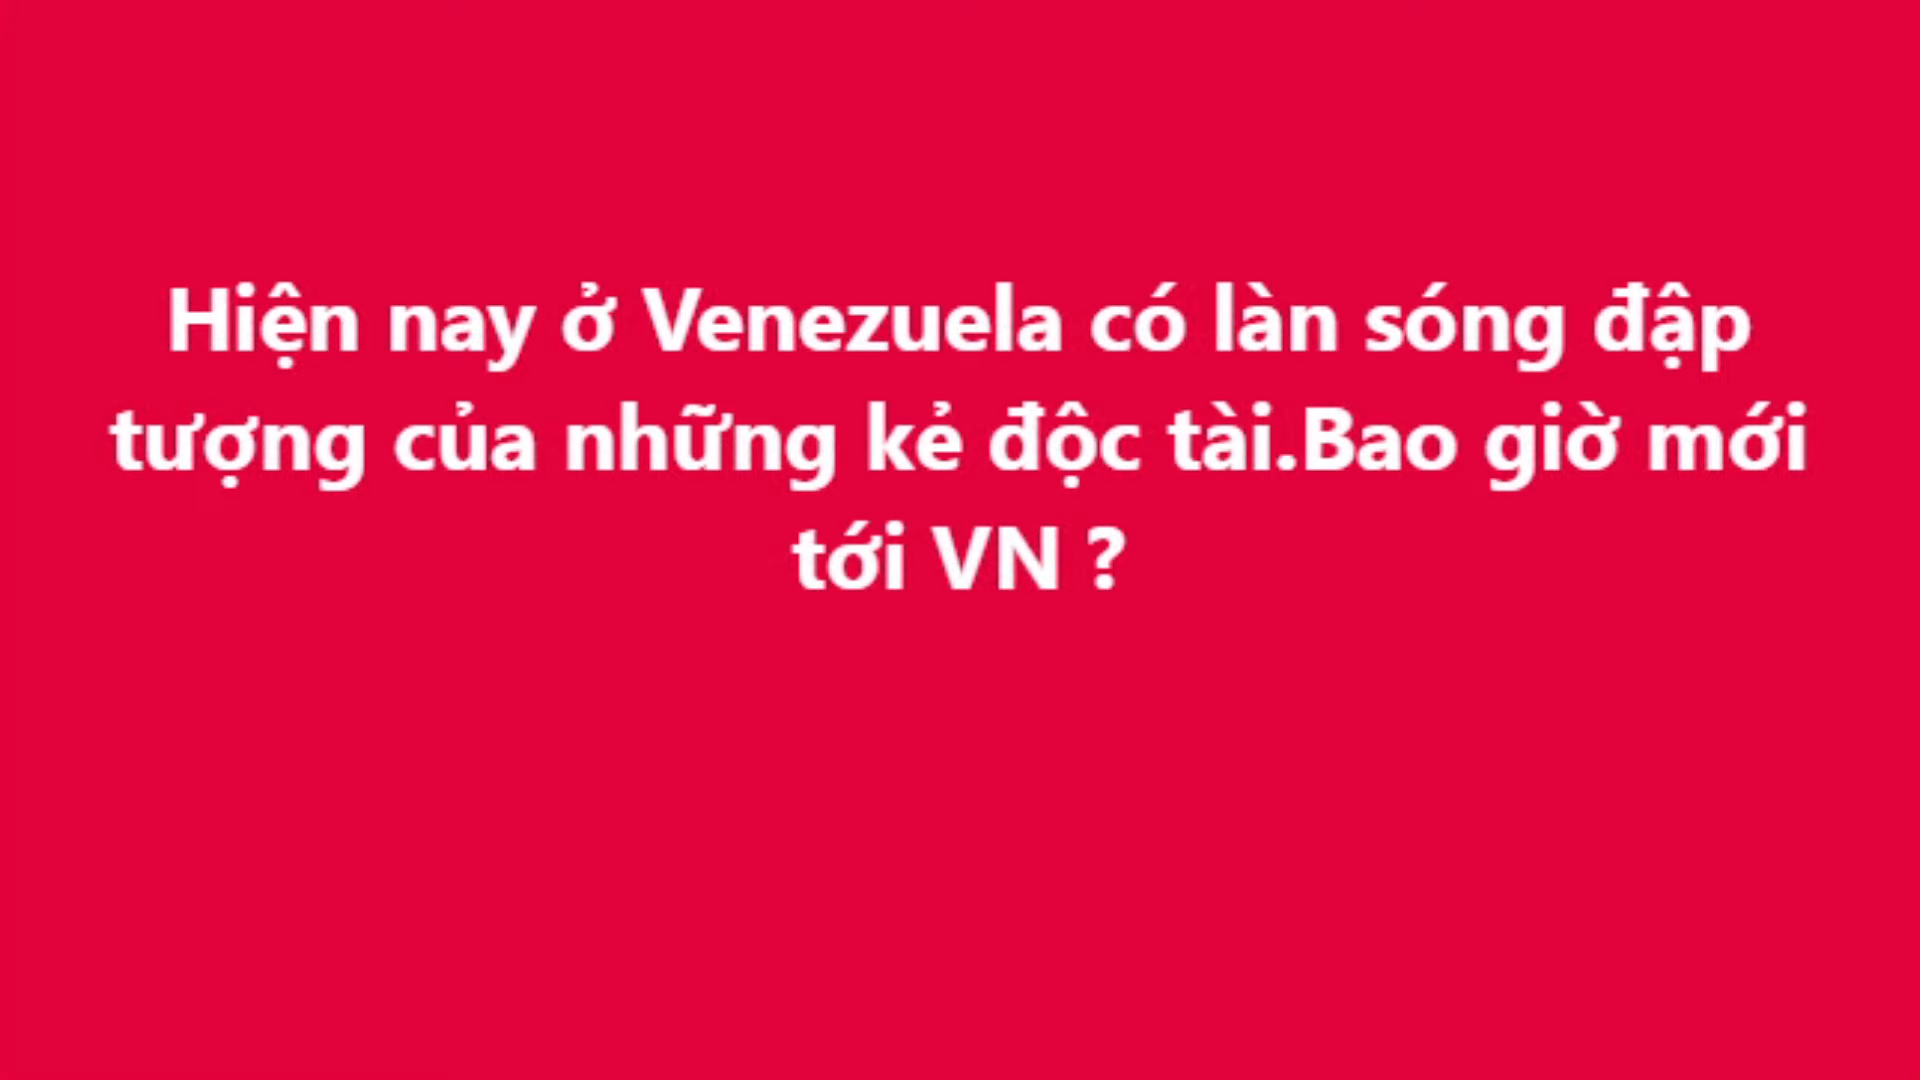 Hiện nay ở Venezuela có làn sóng đập
tượng của những kẻ độc tài.Bao giờ mới
tới VN ?